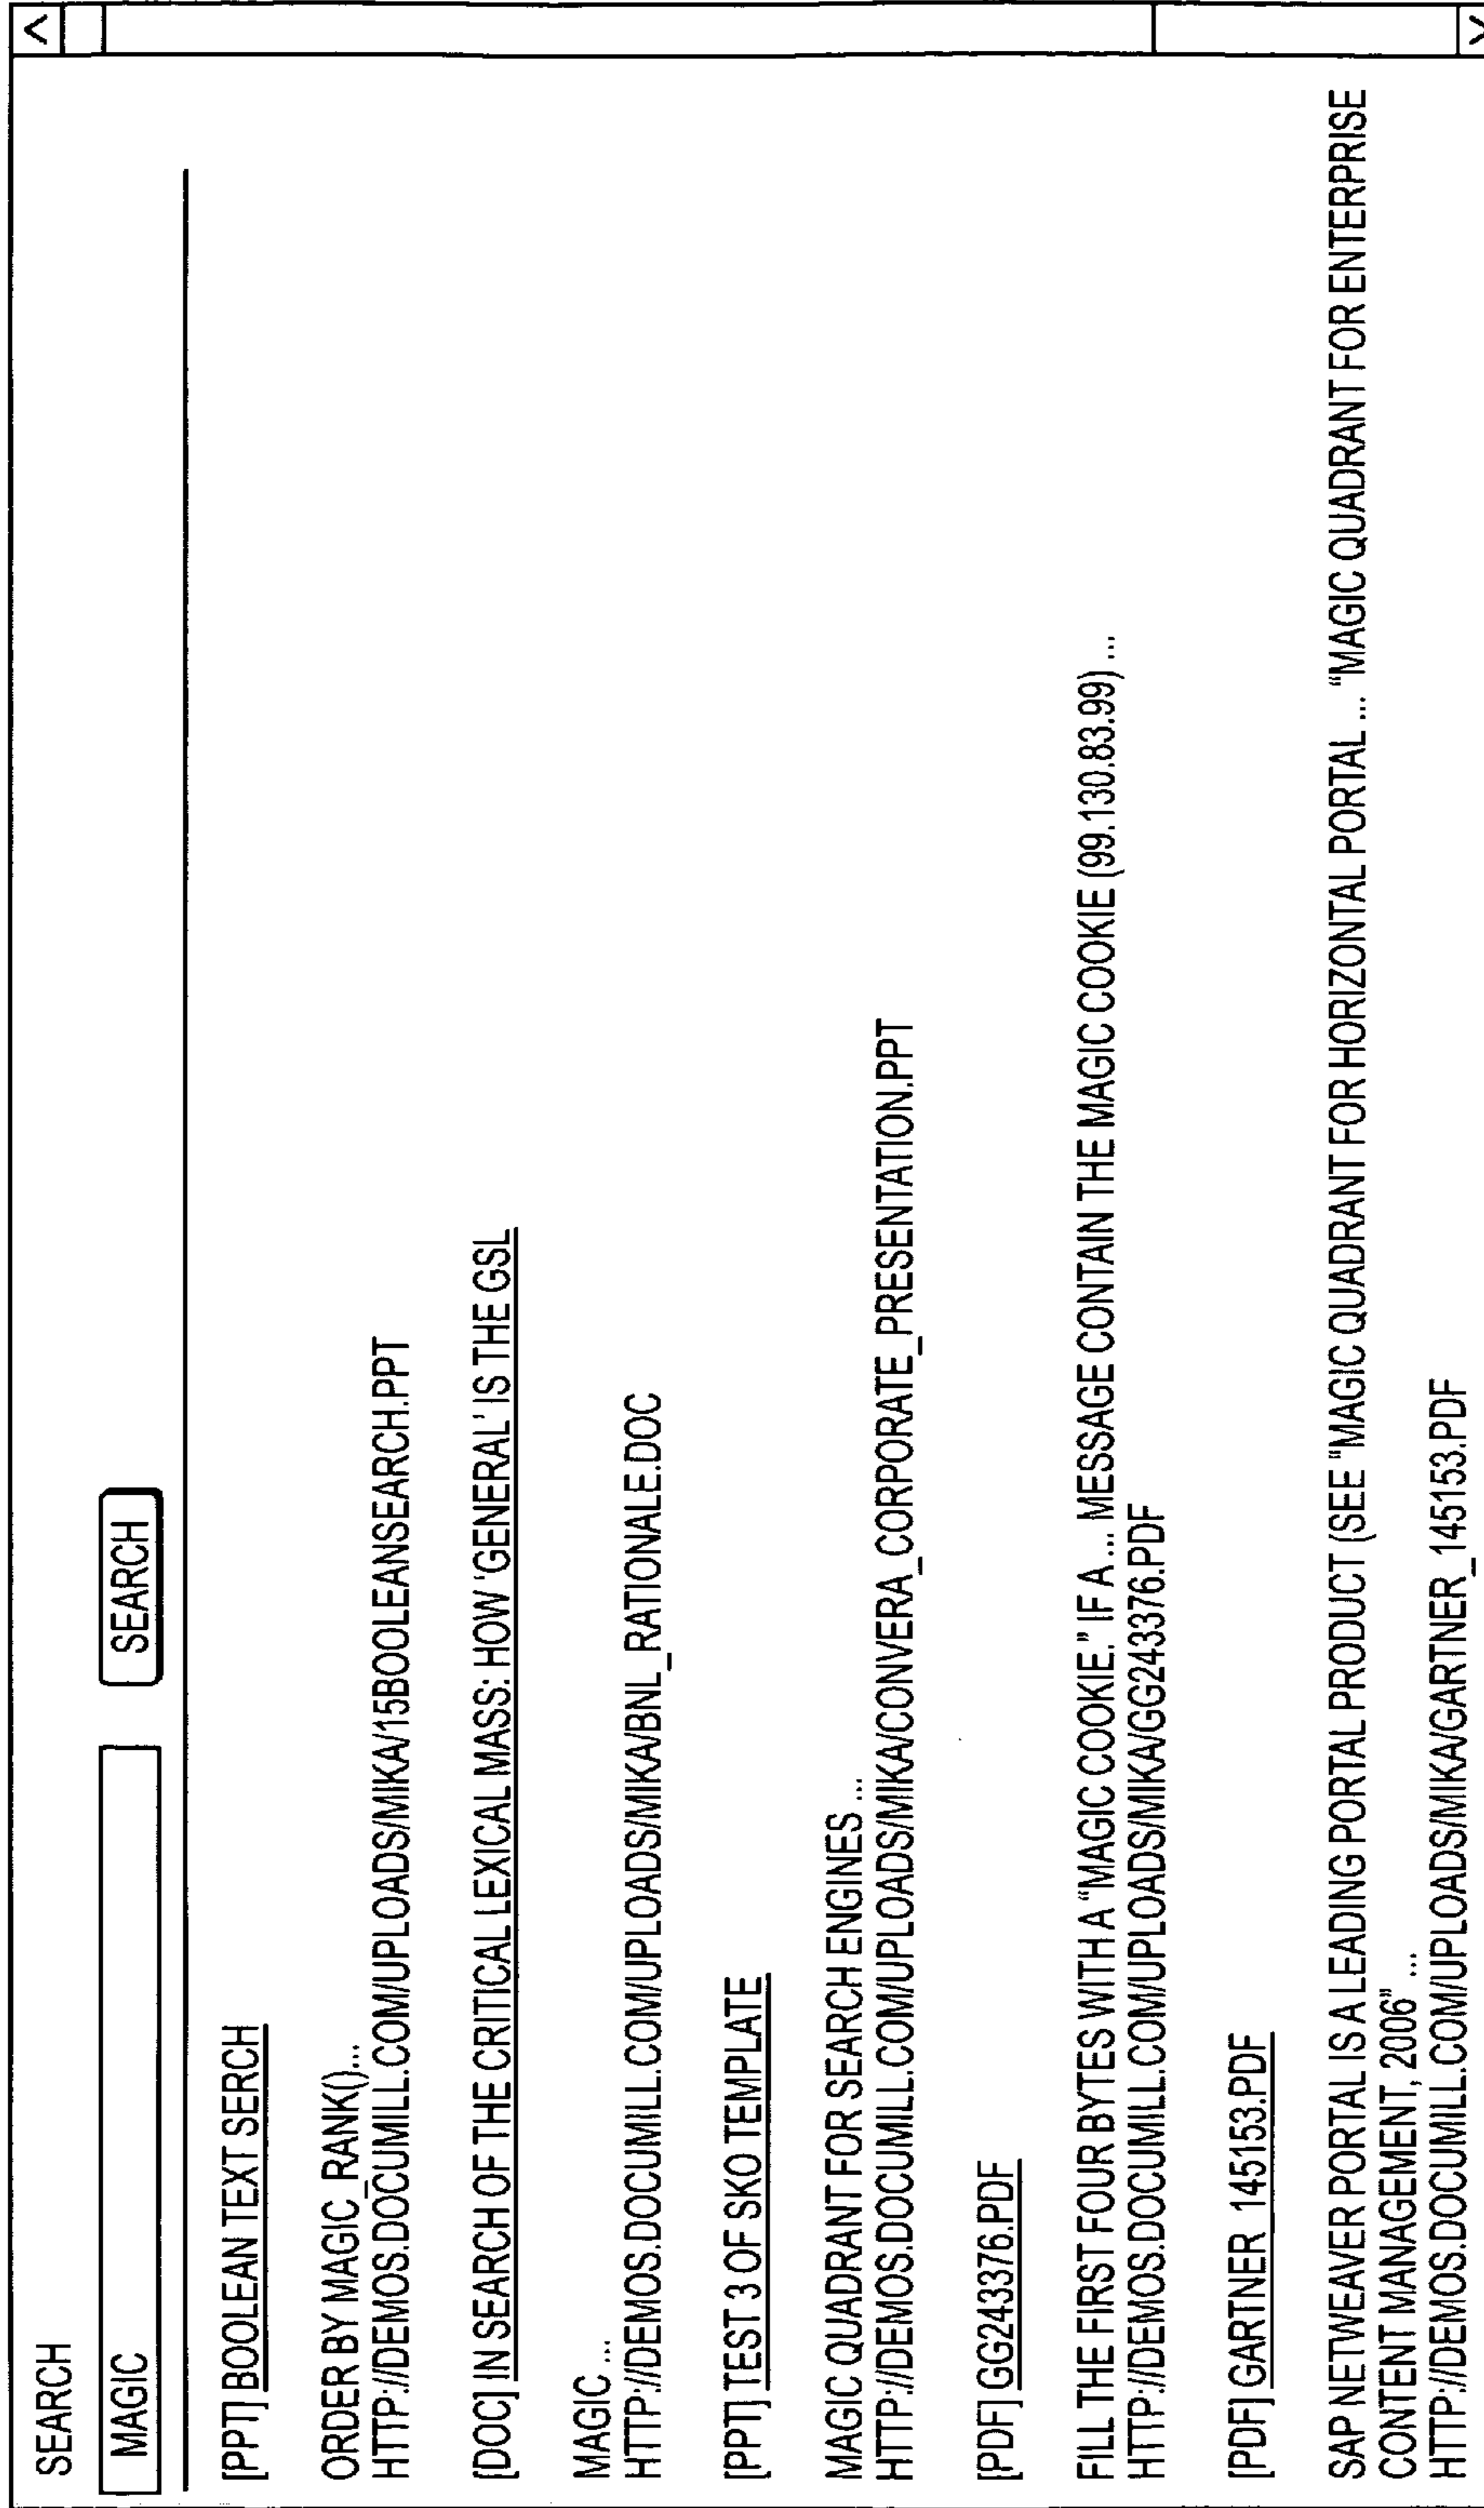 SEARCH
MAGIC SEARCH
[PPT] BOOLEAN TEXT SERCH
ORDER BY MAGIC_RANK()...
HTTP://DEMOS.DOCUMILL.COM/UPLOADS/MIKA/15BOOLEANSEARCH.PPT
[DOC] IN SEARCH OF THE CRITICAL LEXICAL MASS: HOW 'GENERAL' IS THE GSL
MAGIC ...
HTTP://DEMOS.DOCUMILL.COM/UPLOADS/MIKA/BNL_RATIONALE.DOC
[PPT] TEST 3 OF SKO TEMPLATE
MAGIC QUADRANT FOR SEARCH ENGINES ...
HTTP://DEMOS.DOCUMILL.COM/UPLOADS/MIKA/CONVERA_CORPORATE_PRESENTATION.PPT
[PDF] GG243376.PDF
FILL THE FIRST FOUR BYTES WITH A “MAGIC COOKIE.” IF A ... MESSAGE CONTAIN THE MAGIC COOKIE (99.130.83.99) ...
HTTP://DEMOS.DOCUMILL.COM/UPLOADS/MIKA/GG243376.PDF
[PDF] GARTNER_145153.PDF
SAP NETWEAVER PORTAL IS A LEADING PORTAL PRODUCT (SEE “MAGIC QUADRANT FOR HORIZONTAL PORTAL ... “MAGIC QUADRANT FOR ENTERPRISE
CONTENT MANAGEMENT, 2006” ...
HTTP://DEMOS.DOCUMILL.COM/UPLOADS/MIKA/GARTNER_145153.PDF